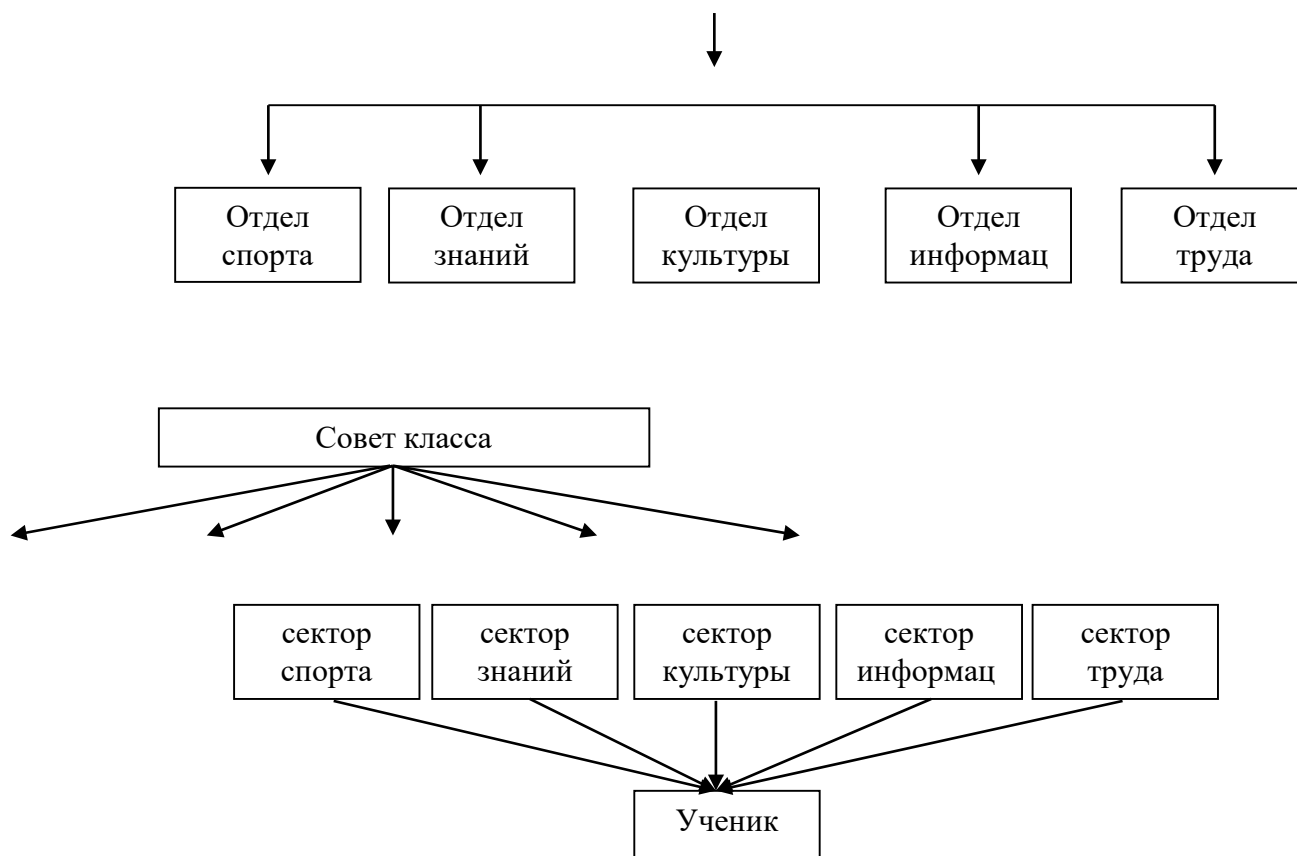 Отдел
спорта
Отдел
знаний
Отдел
культуры
Отдел
информац
Отдел
труда
Совет класса
сектор
спорта
сектор
знаний
сектор
культуры
сектор
информац
сектор
труда
Ученик